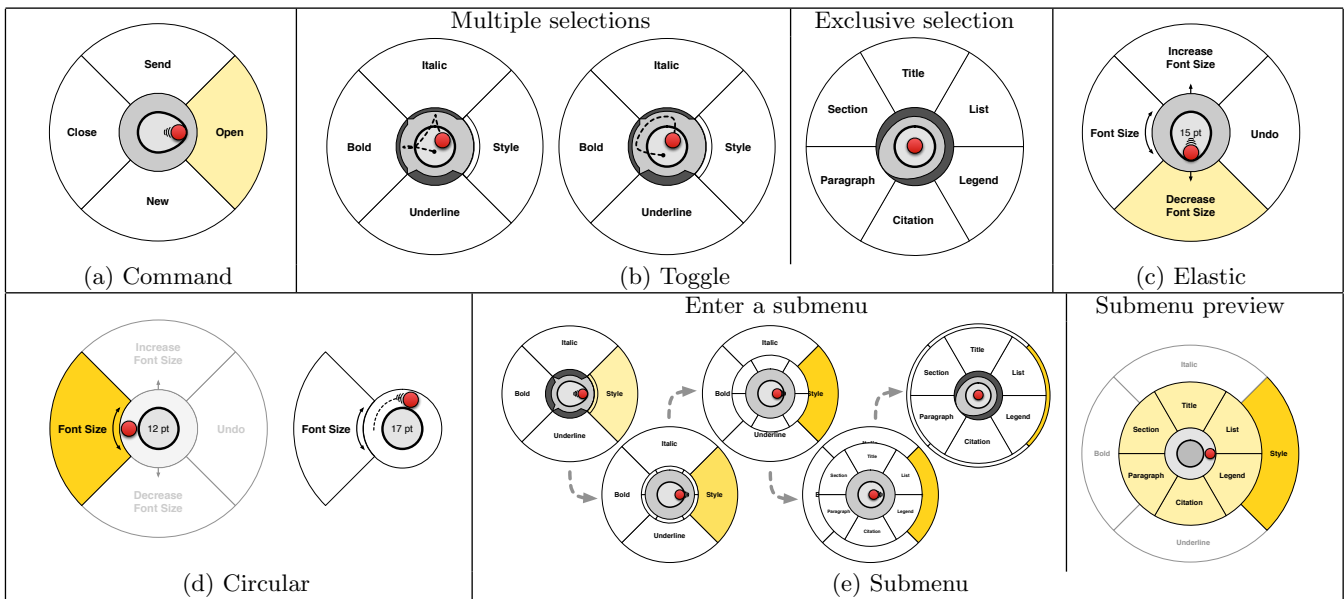 Multiple selections
Exclusive selection
Send
Close
Open
New
(a) Command
Italic
Bold
Style
Underline
Italic
Bold
Style
Underline
(b) Toggle
Title
Section
List
Paragraph
Legend
Citation
Increase
Font Size
Font Size
15 pt
Undo
Decrease
Font Size
(c) Elastic
Increase
Font Size
Font Size
12 pt
Undo
Decrease
Font Size
Font Size
17 pt
(d) Circular
Enter a submenu
Italic
Bold
Style
Underline
Italic
Bold
Style
Underline
Italic
Bold
Style
Underline
Title
Section
List
Paragraph
Legend
Citation
Title
Section
List
Paragraph
Legend
Citation
(e) Submenu
Submenu preview
Italic
Title
Section
List
Bold
Style
Paragraph
Legend
Citation
Underline